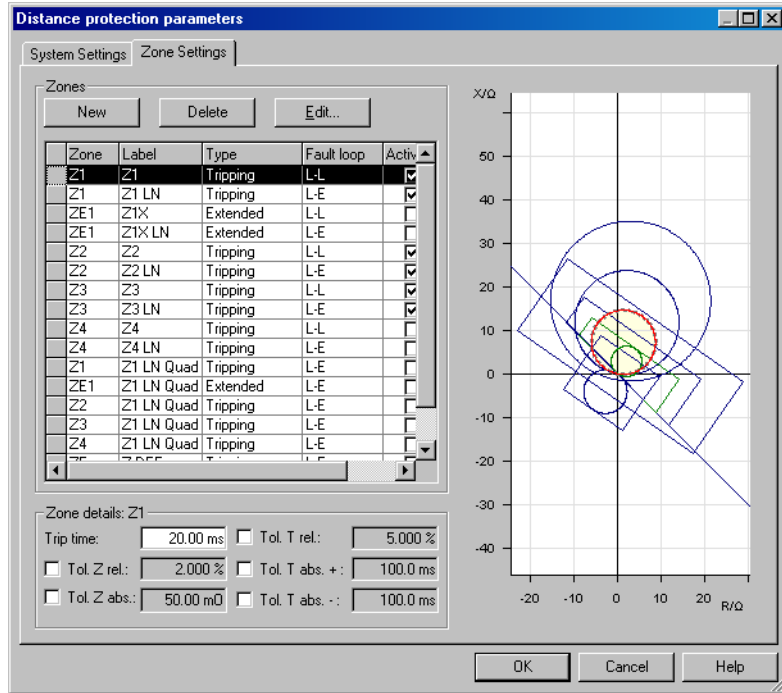 Distance protection parameters
System Settings Zone Settings
Zones
New Delete Edit...
Zone Label Type Fault loop Activ
Z1 Z1 Tripping L-L
Z1 Z1 LN Tripping L-E
ZE1 Z1X Extended L-L
ZE1 Z1X LN Extended L-E
Z2 Z2 Tripping L-L
Z2 Z2 LN Tripping L-E
Z3 Z3 Tripping L-L
Z3 Z3 LN Tripping L-E
Z4 Z4 Tripping L-L
Z4 Z4 LN Tripping L-E
Z1 Z1 LN Quad Tripping L-E
ZE1 Z1 LN Quad Extended L-E
Z2 Z1 LN Quad Tripping L-E
Z3 Z1 LN Quad Tripping L-E
Z4 Z1 LN Quad Tripping L-E
Zone details: Z1
Trip time: 20.00 ms Tol. T rel.: 5.000 %
Tol. Z rel.: 2.000 % Tol. T abs. + : 100.0 ms
Tol. Z abs.: 50.00 mΩ Tol. T abs. - : 100.0 ms
X/Ω
50
40
30
20
10
0
-10
-20
-30
-40
-20 -10 0 10 20 R/Ω
OK Cancel Help